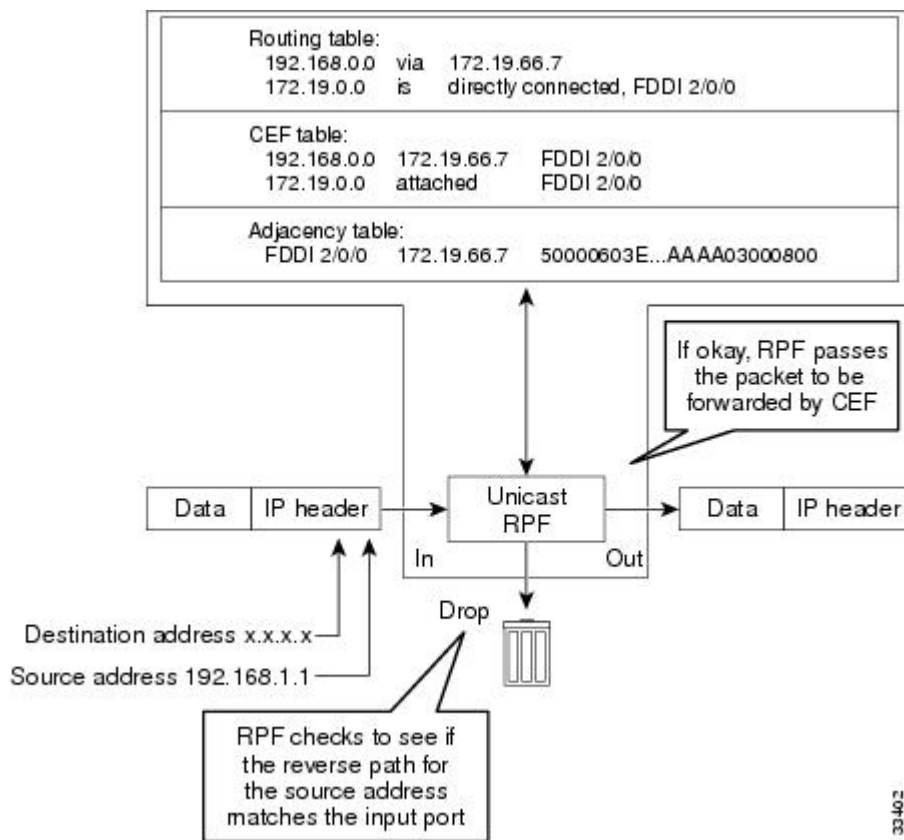 Routing table:
192.168.0.0 via 172.19.66.7
172.19.0.0 is directly connected, FDDI 2/0/0
CEF table:
192.168.0.0 172.19.66.7 FDDI 2/0/0
172.19.0.0 attached FDDI 2/0/0
Adjacency table:
FDDI 2/0/0 172.19.66.7 50000603E...AAAA03000800
If okay, RPF passes
the packet to be
forwarded by CEF
Data IP header
Unicast
RPF
Data IP header
In Out
Drop
Destination address x.x.x.x
Source address 192.168.1.1
RPF checks to see if
the reverse path for
the source address
matches the input port
33402